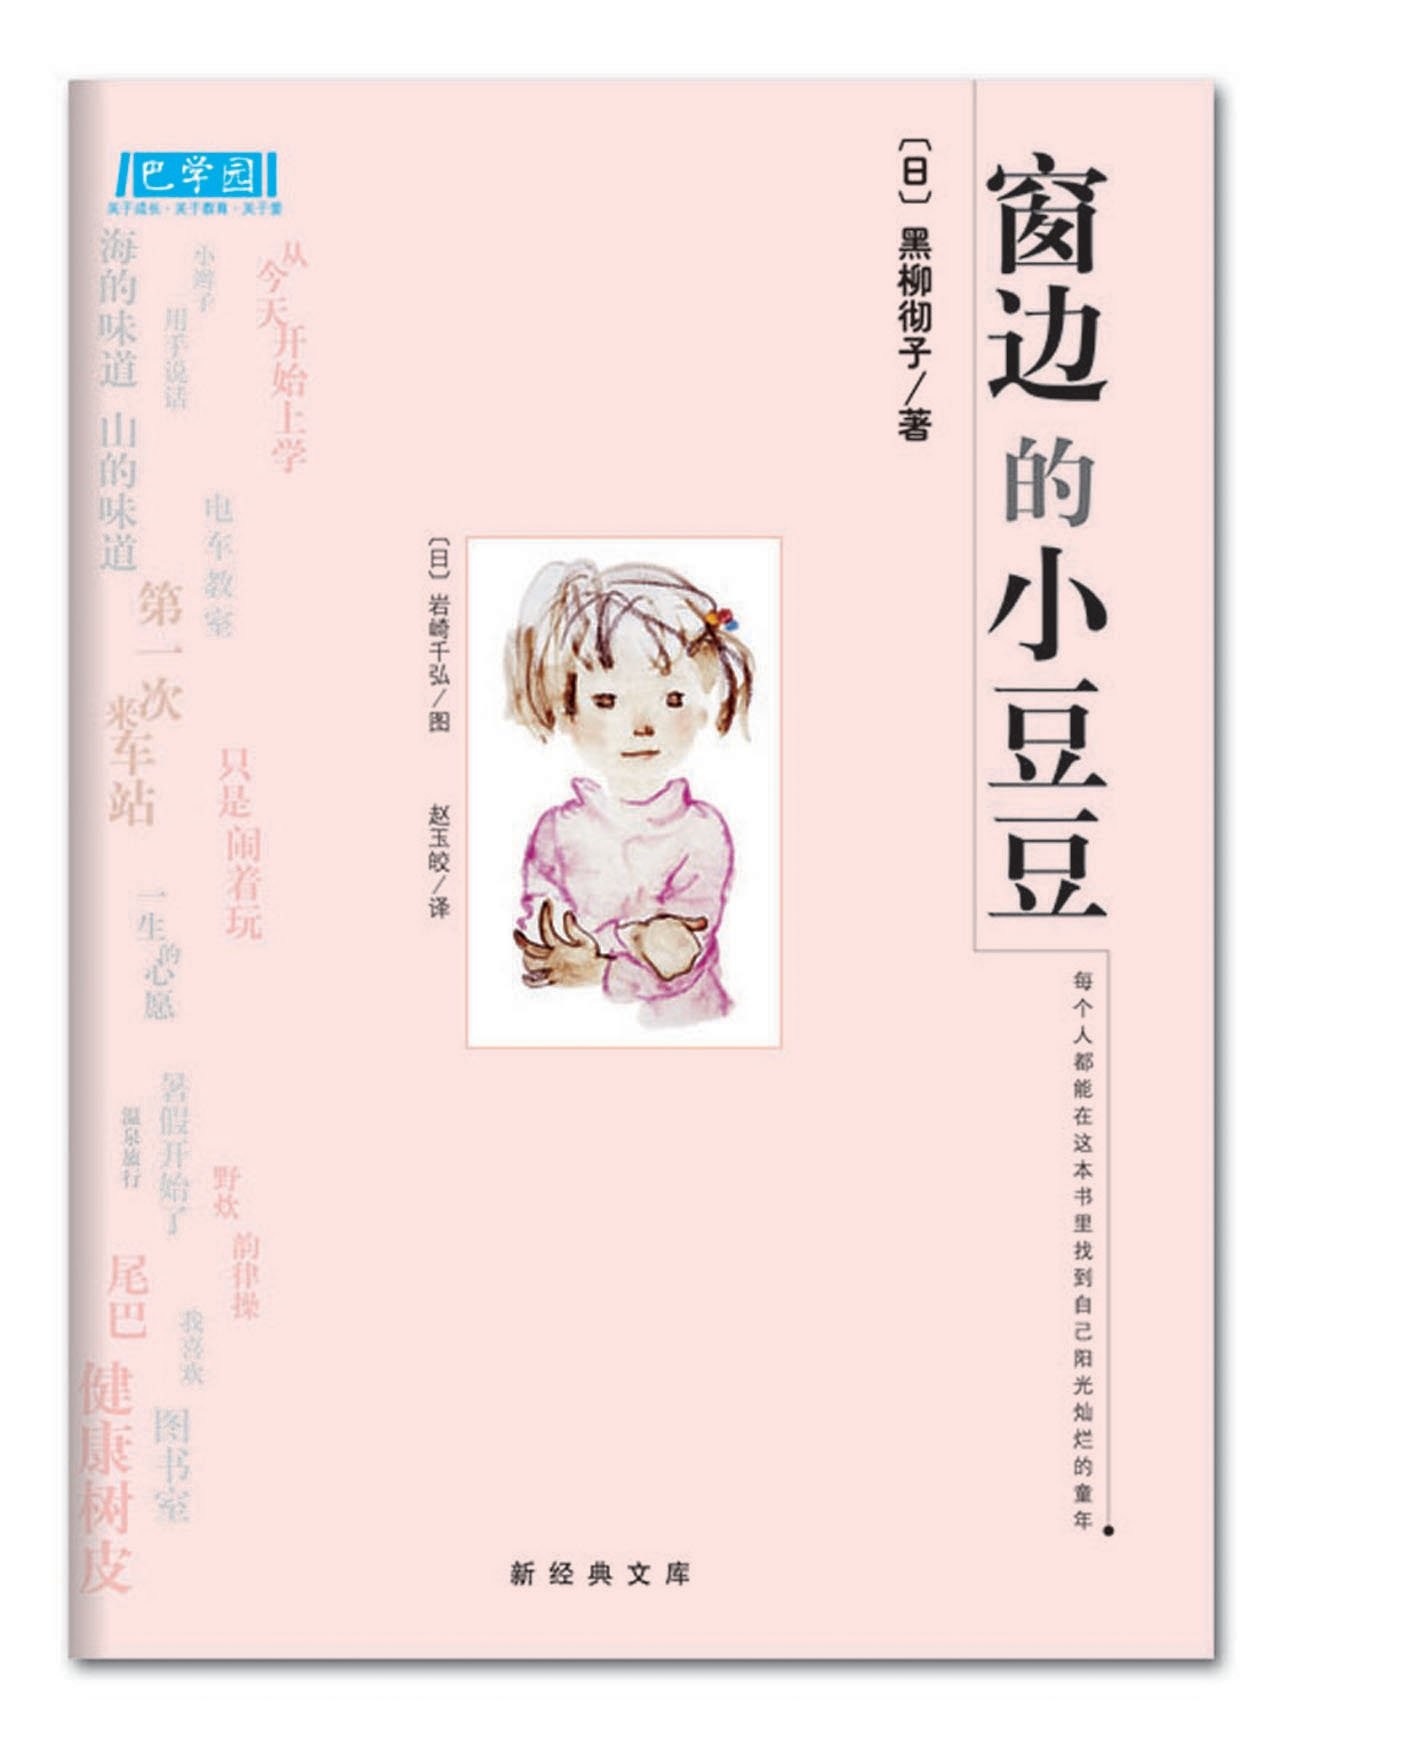 窗边的小豆豆
每个人都能在这本书里找到自己阳光灿烂的童年
〔日〕黑柳彻子/著
〔日〕岩崎千弘/图
赵玉皎/译
巴学园
关于成长·关于教育·关于爱
从今天开始上学
小辫子
用手说话
海的味道 山的味道
电车教室
第一次来车站
只是闹着玩
一生的心愿
暑假开始了
温泉旅行
野炊
韵律操
尾巴
我喜欢
健康树皮
图书室
新经典文库